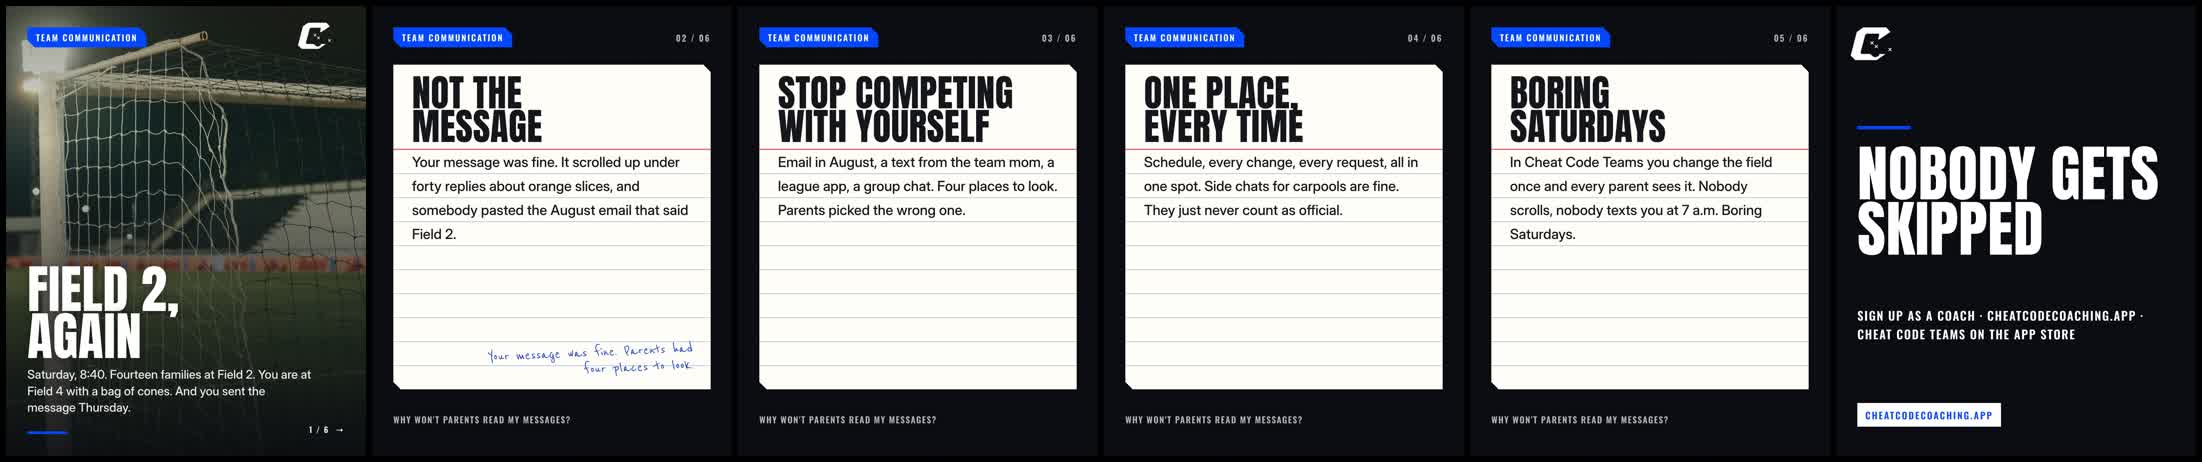 TEAM COMMUNICATION
FIELD 2,
AGAIN
Saturday, 8:40. Fourteen families at Field 2. You are at
Field 4 with a bag of cones. And you sent the
message Thursday.
1 / 6 →
TEAM COMMUNICATION
02 / 06
NOT THE
MESSAGE
Your message was fine. It scrolled up under
forty replies about orange slices, and
somebody pasted the August email that said
Field 2.
Your message was fine. Parents had
four places to look.
WHY WON'T PARENTS READ MY MESSAGES?
TEAM COMMUNICATION
03 / 06
STOP COMPETING
WITH YOURSELF
Email in August, a text from the team mom, a
league app, a group chat. Four places to look.
Parents picked the wrong one.
WHY WON'T PARENTS READ MY MESSAGES?
TEAM COMMUNICATION
04 / 06
ONE PLACE,
EVERY TIME
Schedule, every change, every request, all in
one spot. Side chats for carpools are fine.
They just never count as official.
WHY WON'T PARENTS READ MY MESSAGES?
TEAM COMMUNICATION
05 / 06
BORING
SATURDAYS
In Cheat Code Teams you change the field
once and every parent sees it. Nobody
scrolls, nobody texts you at 7 a.m. Boring
Saturdays.
WHY WON'T PARENTS READ MY MESSAGES?
NOBODY GETS
SKIPPED
SIGN UP AS A COACH · CHEATCODECOACHING.APP ·
CHEAT CODE TEAMS ON THE APP STORE
CHEATCODECOACHING.APP